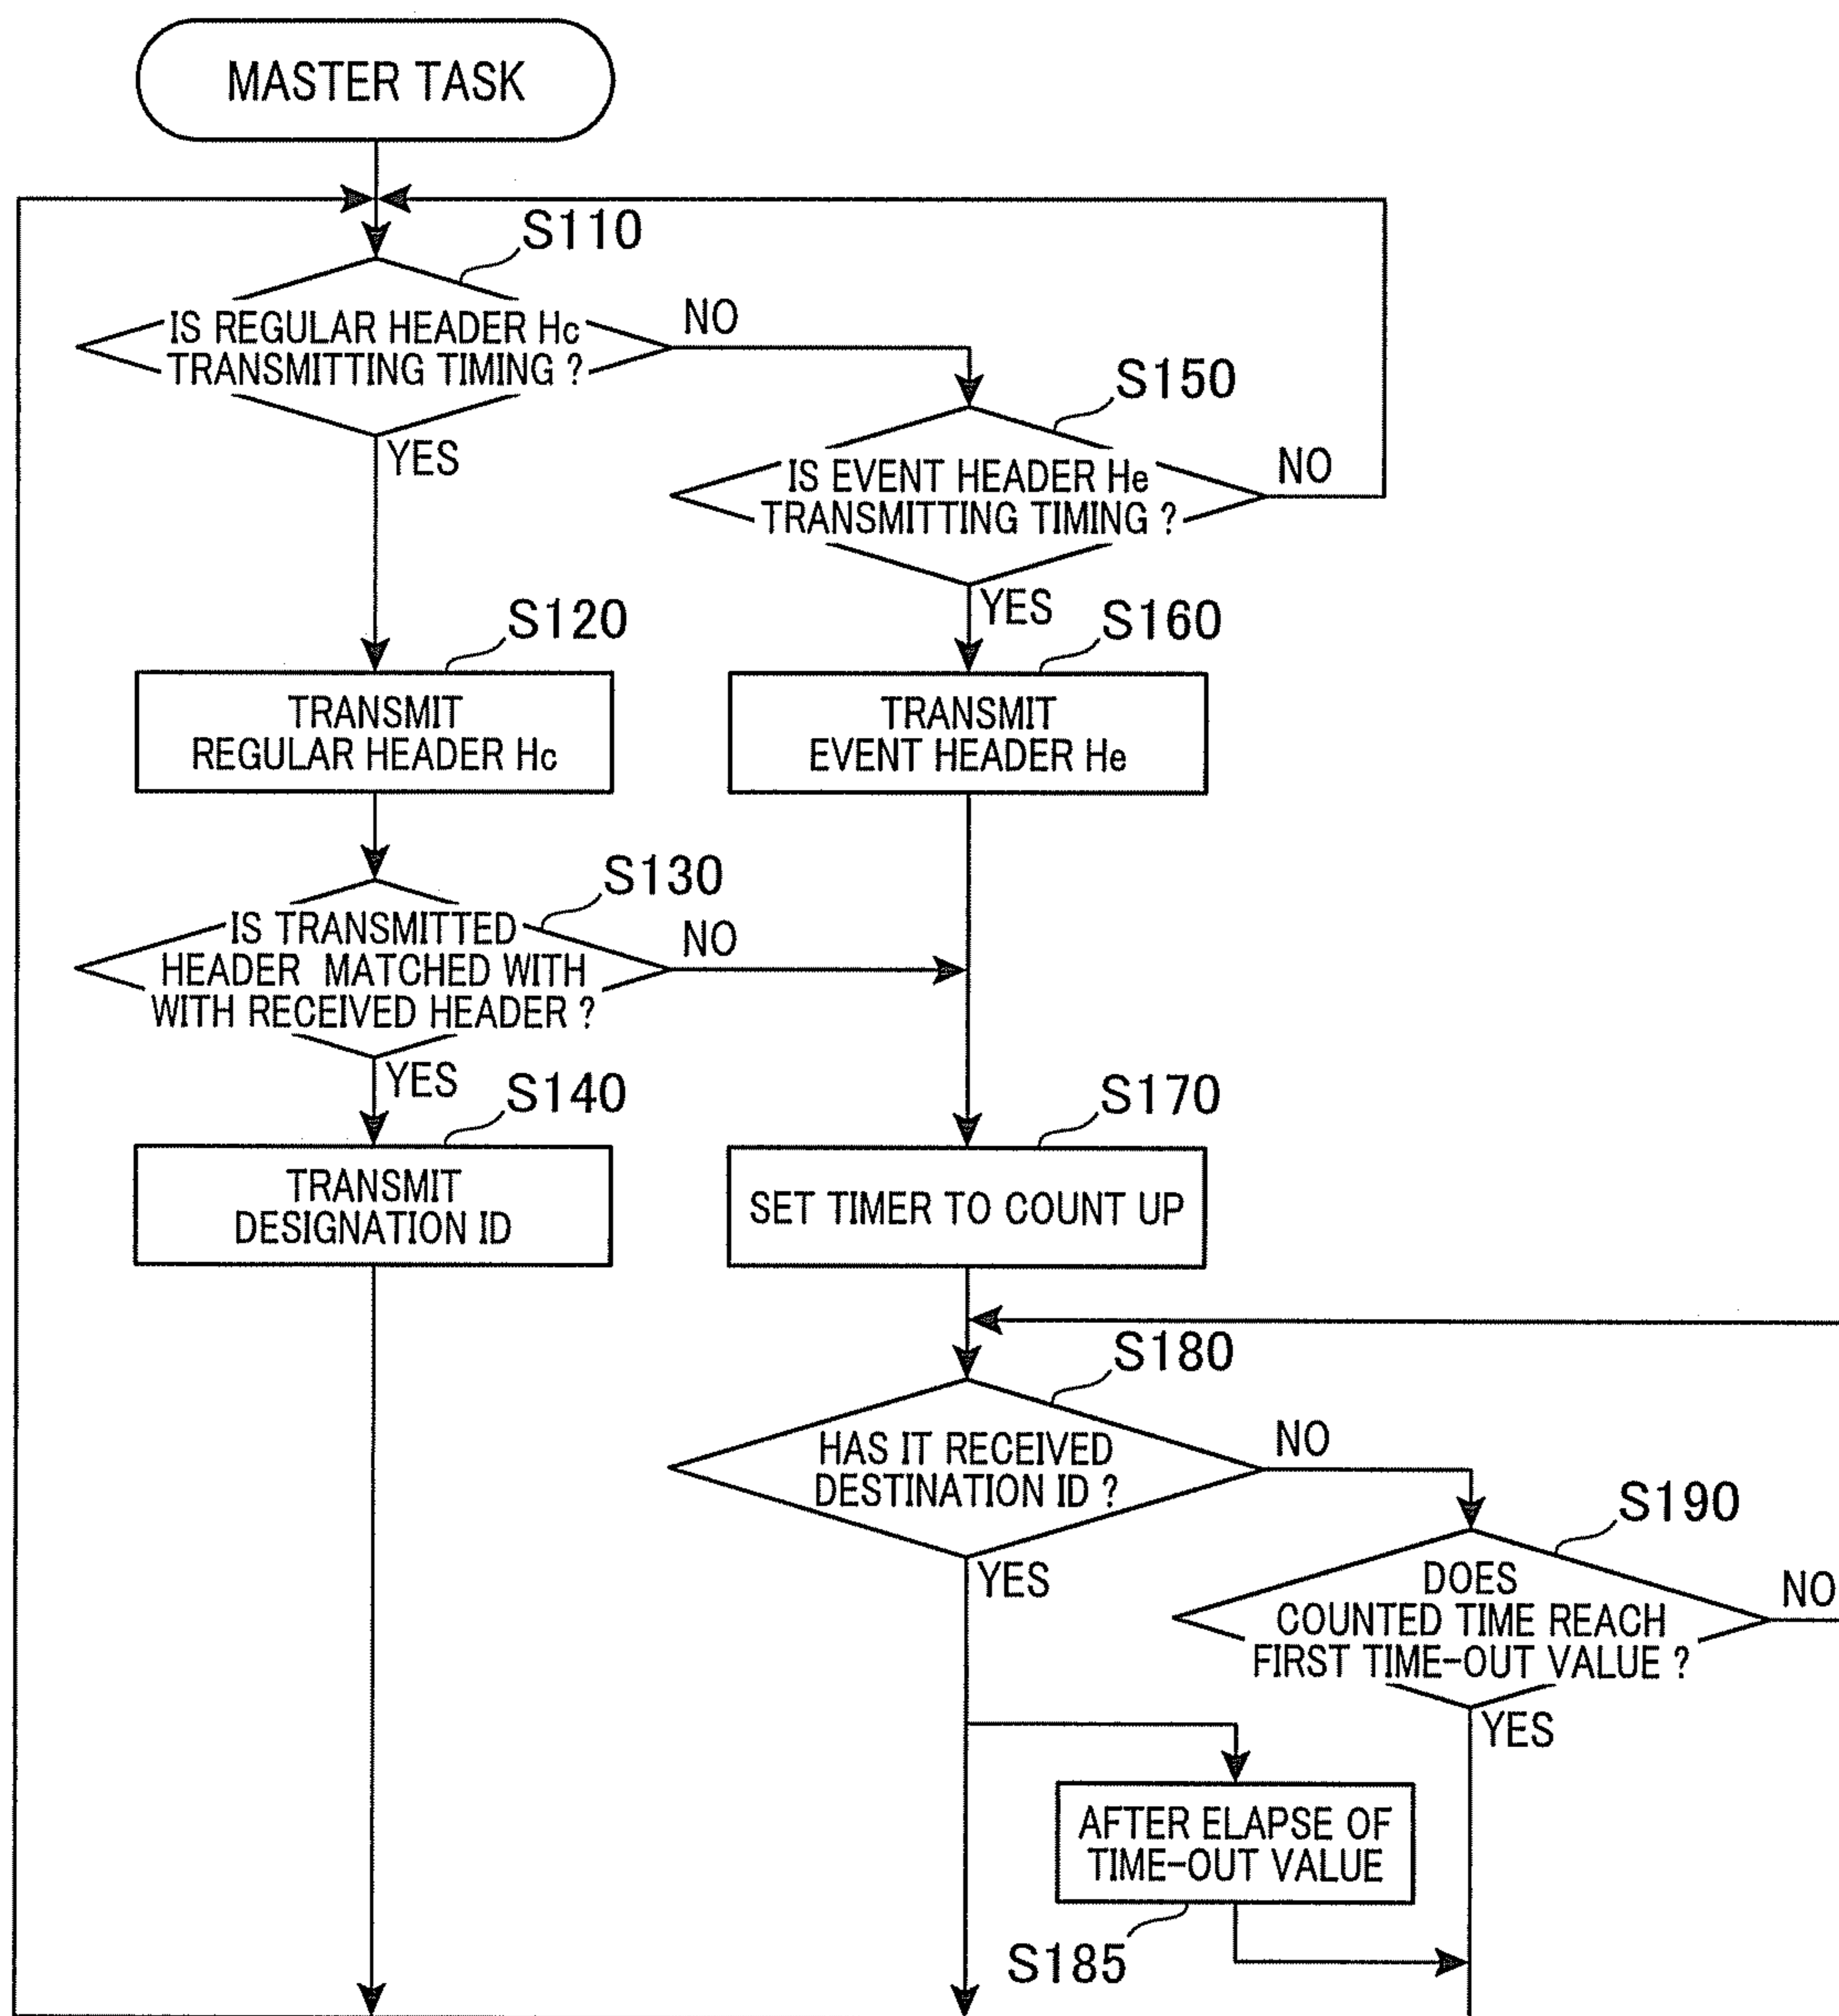 MASTER TASK
S110
IS REGULAR HEADER Hc
TRANSMITTING TIMING ?
NO
YES
S150
IS EVENT HEADER He
TRANSMITTING TIMING ?
NO
YES
S120
TRANSMIT
REGULAR HEADER Hc
S160
TRANSMIT
EVENT HEADER He
S130
IS TRANSMITTED
HEADER MATCHED WITH
WITH RECEIVED HEADER ?
NO
YES
S140
TRANSMIT
DESIGNATION ID
S170
SET TIMER TO COUNT UP
S180
HAS IT RECEIVED
DESTINATION ID ?
NO
YES
S190
DOES
COUNTED TIME REACH
FIRST TIME-OUT VALUE ?
NO
YES
AFTER ELAPSE OF
TIME-OUT VALUE
S185